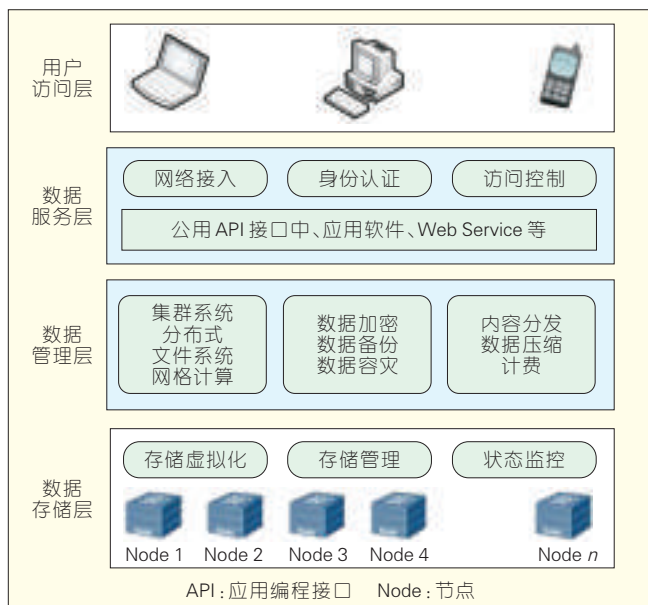 用户
访问层
数据
服务层
网络接入
身份认证
访问控制
公用 API 接口中、应用软件、Web Service 等
数据
管理层
集群系统
分布式
文件系统
网格计算
数据加密
数据备份
数据容灾
内容分发
数据压缩
计费
数据
存储层
存储虚拟化
存储管理
状态监控
Node 1
Node 2
Node 3
Node 4
Node n
API：应用编程接口 Node：节点